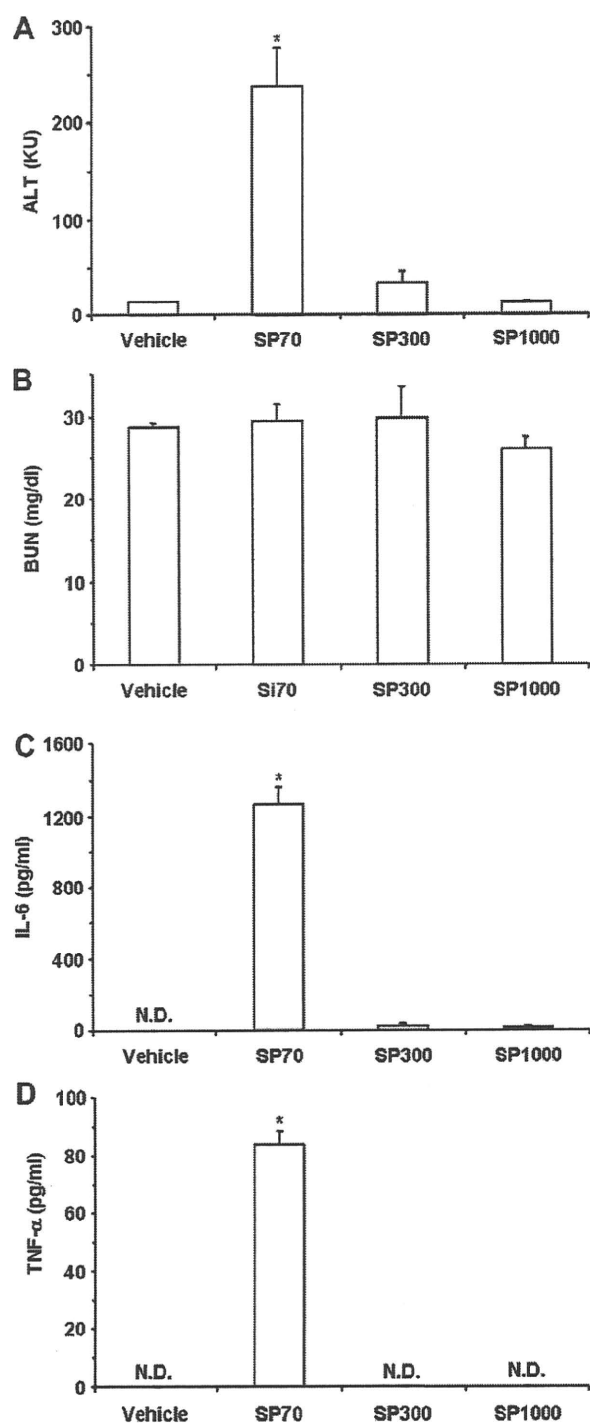 A
300
*
200
ALT (KU)
100
0
Vehicle SP70 SP300 SP1000
B
30
20
BUN (mg/dl)
10
0
Vehicle Si70 SP300 SP1000
C
1600
*
1200
IL-6 (pg/ml)
800
400
N.D.
0
Vehicle SP70 SP300 SP1000
D
100
*
80
TNF-α (pg/ml)
60
40
20
N.D. N.D. N.D.
0
Vehicle SP70 SP300 SP1000